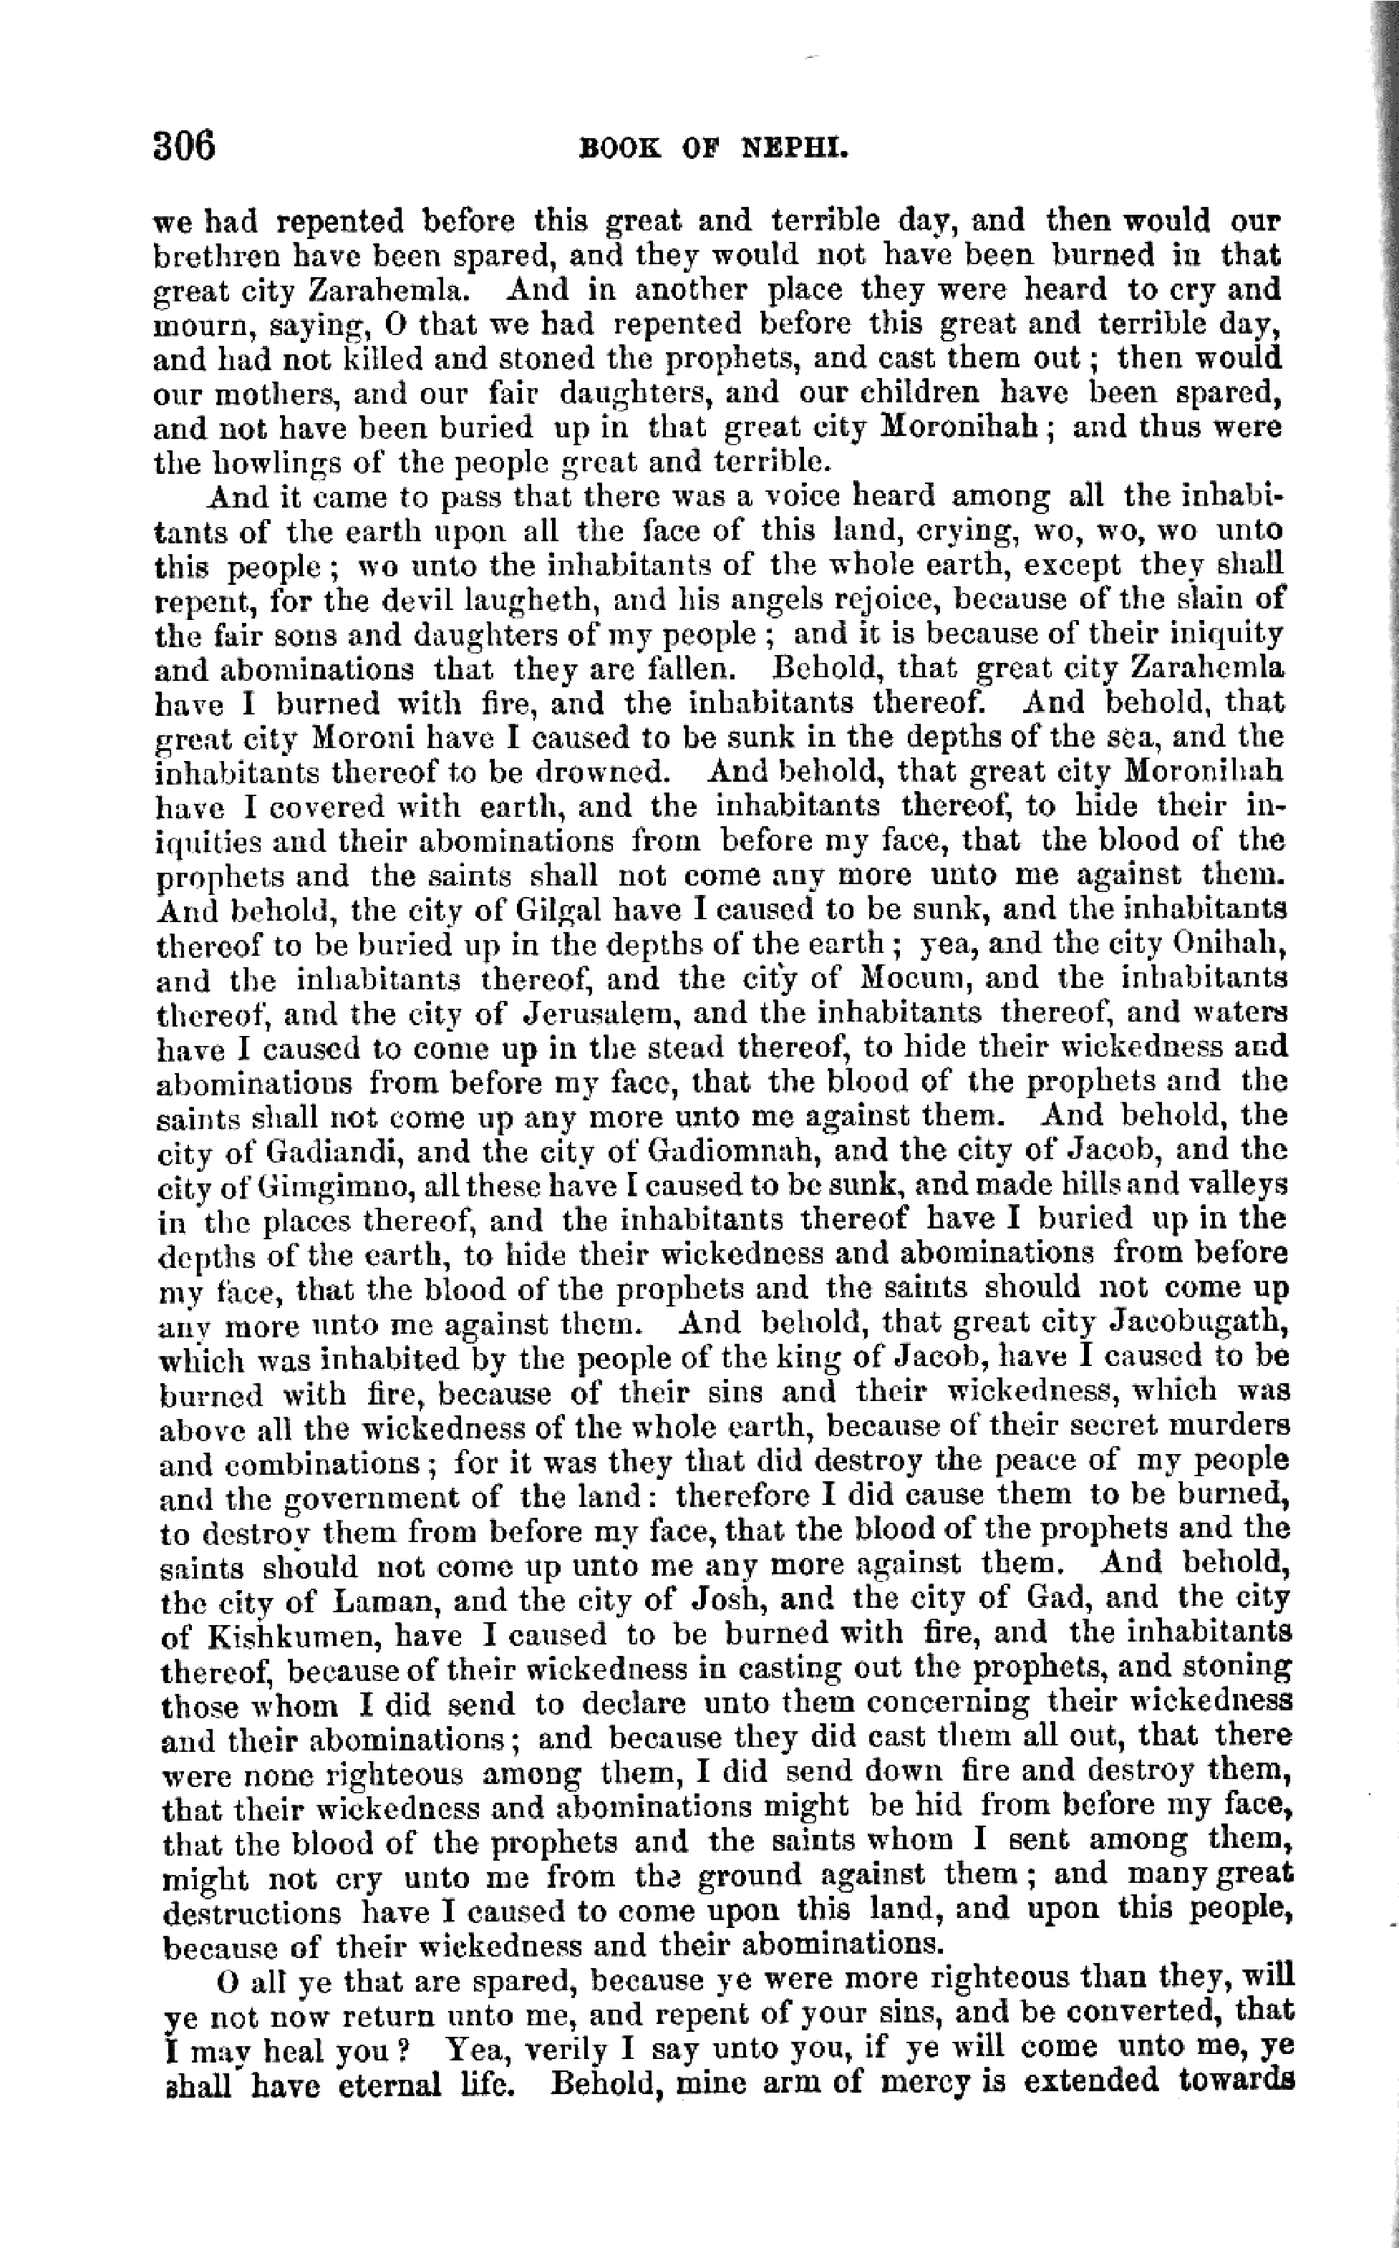 306 BOOK OF NEPHI.
we had repented before this great and terrible day, and then would our
brethren have been spared, and they would not have been burned in that
great city Zarahemla. And in another place they were heard to cry and
mourn, saying, O that we had repented before this great and terrible day,
and had not killed and stoned the prophets, and cast them out; then would
our mothers, and our fair daughters, and our children have been spared,
and not have been buried up in that great city Moronihah; and thus were
the howlings of the people great and terrible.
And it came to pass that there was a voice heard among all the inhabi-
tants of the earth upon all the face of this land, crying, wo, wo, wo unto
this people; wo unto the inhabitants of the whole earth, except they shall
repent, for the devil laugheth, and his angels rejoice, because of the slain of
the fair sons and daughters of my people; and it is because of their iniquity
and abominations that they are fallen. Behold, that great city Zarahemla
have I burned with fire, and the inhabitants thereof. And behold, that
great city Moroni have I caused to be sunk in the depths of the sea, and the
inhabitants thereof to be drowned. And behold, that great city Moronihah
have I covered with earth, and the inhabitants thereof, to hide their in-
iquities and their abominations from before my face, that the blood of the
prophets and the saints shall not come any more unto me against them.
And behold, the city of Gilgal have I caused to be sunk, and the inhabitants
thereof to be buried up in the depths of the earth; yea, and the city Onihah,
and the inhabitants thereof, and the city of Mocum, and the inhabitants
thereof, and the city of Jerusalem, and the inhabitants thereof, and waters
have I caused to come up in the stead thereof, to hide their wickedness and
abominations from before my face, that the blood of the prophets and the
saints shall not come up any more unto me against them. And behold, the
city of Gadiandi, and the city of Gadiomnah, and the city of Jacob, and the
city of Gimgimno, all these have I caused to be sunk, and made hills and valleys
in the places thereof, and the inhabitants thereof have I buried up in the
depths of the earth, to hide their wickedness and abominations from before
my face, that the blood of the prophets and the saints should not come up
any more unto me against them. And behold, that great city Jacobugath,
which was inhabited by the people of the king of Jacob, have I caused to be
burned with fire, because of their sins and their wickedness, which was
above all the wickedness of the whole earth, because of their secret murders
and combinations; for it was they that did destroy the peace of my people
and the government of the land: therefore I did cause them to be burned,
to destroy them from before my face, that the blood of the prophets and the
saints should not come up unto me any more against them. And behold,
the city of Laman, and the city of Josh, and the city of Gad, and the city
of Kishkumen, have I caused to be burned with fire, and the inhabitants
thereof, because of their wickedness in casting out the prophets, and stoning
those whom I did send to declare unto them concerning their wickedness
and their abominations; and because they did cast them all out, that there
were none righteous among them, I did send down fire and destroy them,
that their wickedness and abominations might be hid from before my face,
that the blood of the prophets and the saints whom I sent among them,
might not cry unto me from the ground against them; and many great
destructions have I caused to come upon this land, and upon this people,
because of their wickedness and their abominations.
O all ye that are spared, because ye were more righteous than they, will
ye not now return unto me, and repent of your sins, and be converted, that
I may heal you? Yea, verily I say unto you, if ye will come unto me, ye
shall have eternal life. Behold, mine arm of mercy is extended towards